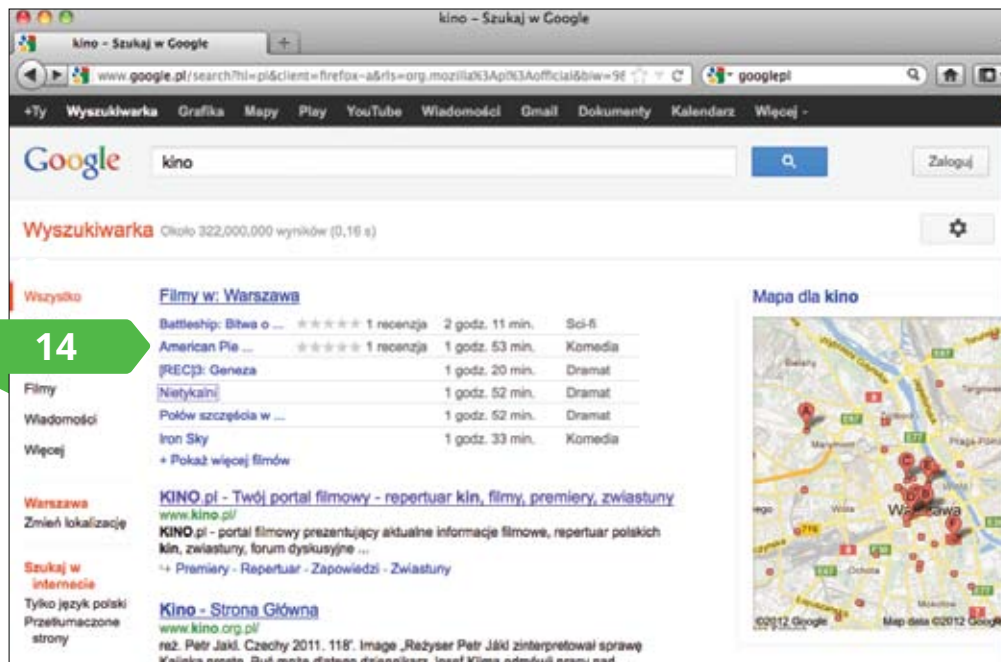 kino - Szukaj w Google
kino - Szukaj w Google
www.google.pl/search?hl=pl&client=firefox-a&rls=org.mozilla%3Apl%3Aofficial&biw=98
googlepl
+Ty Wyszukiwarka Grafika Mapy Play YouTube Wiadomości Gmail Dokumenty Kalendarz Więcej
Google
kino
Zaloguj
Wyszukiwarka Około 322,000,000 wyników (0,16 s)
Wszystko
14
Filmy
Wiadomości
Więcej
Warszawa
Zmień lokalizację
Szukaj w
internecie
Tylko język polski
Przetłumaczone
strony
Filmy w: Warszawa
Battleship: Bitwa o ... 1 recenzja 2 godz. 11 min. Sci-fi
American Pie ... 1 recenzja 1 godz. 53 min. Komedia
[REC]3: Geneza 1 godz. 20 min. Dramat
Nietykalni 1 godz. 52 min. Dramat
Połów szczęścia w ... 1 godz. 52 min. Dramat
Iron Sky 1 godz. 33 min. Komedia
+ Pokaż więcej filmów
KINO.pl - Twój portal filmowy - repertuar kin, filmy, premiery, zwiastuny
www.kino.pl/
KINO.pl - portal filmowy prezentujący aktualne informacje filmowe, repertuar polskich
kin, zwiastuny, forum dyskusyjne ...
Premiery - Repertuar - Zapowiedzi - Zwiastuny
Kino - Strona Główna
www.kino.org.pl/
reż. Petr Jakl. Czechy 2011. 118". Image „Reżyser Petr Jákl zinterpretował sprawę
Mapa dla kino
Bielany
Marymont
Wola
Warszawa
Ochota
Mokotów
©2012 Google Map data ©2012 Google